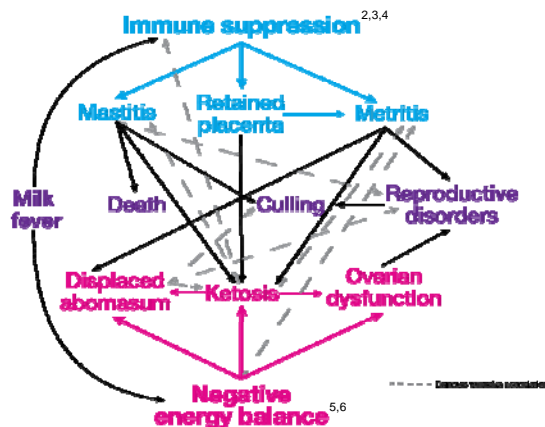 Immune suppression 2,3,4
Mastitis
Retained
placenta
Metritis
Milk
fever
Death
Culling
Reproductive
disorders
Displaced
abomasum
Ketosis
Ovarian
dysfunction
Negative
energy balance 5,6